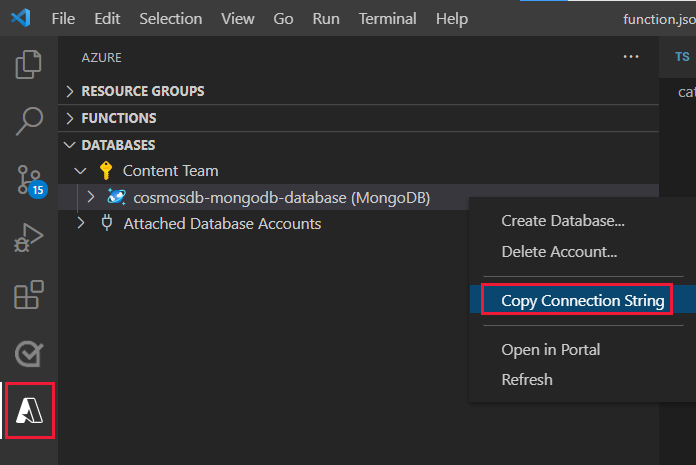 File Edit Selection View Go Run Terminal Help function.jso
AZURE ...
TS
RESOURCE GROUPS
cat
FUNCTIONS
DATABASES
Content Team
cosmosdb-mongodb-database (MongoDB)
Attached Database Accounts
15
Create Database...
Delete Account...
Copy Connection String
Open in Portal
Refresh